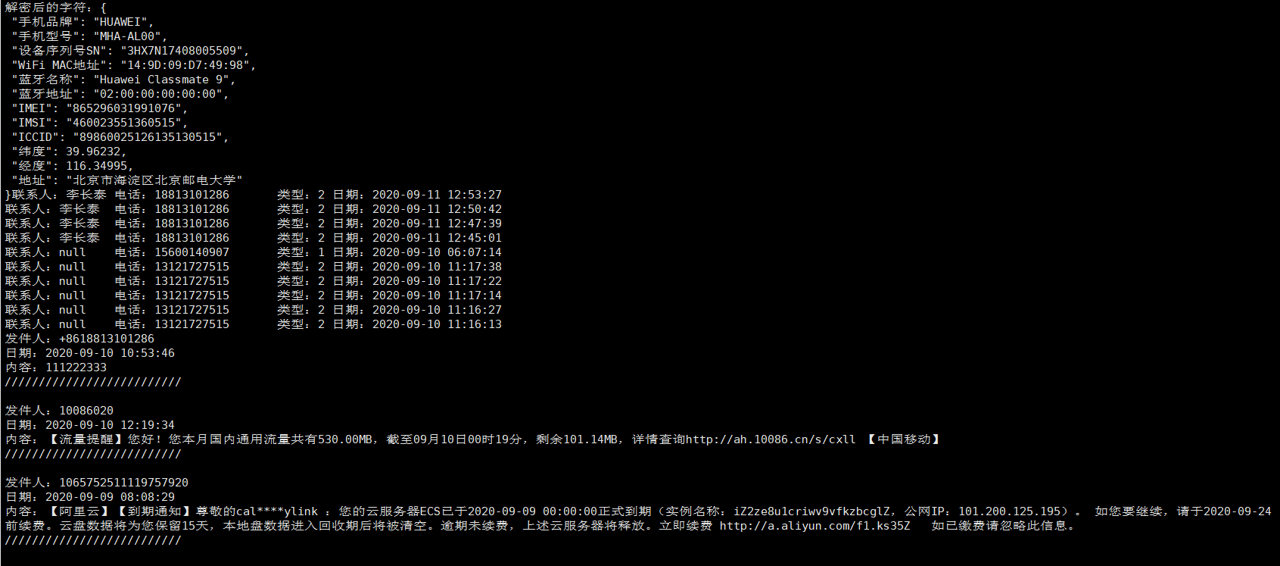 解密后的字符：{
"手机品牌": "HUAWEI",
"手机型号": "MHA-AL00",
"设备序列号SN": "3HX7N17408005509",
"WiFi MAC地址": "14:9D:09:D7:49:98",
"蓝牙名称": "Huawei Classmate 9",
"蓝牙地址": "02:00:00:00:00:00",
"IMEI": "865296031991076",
"IMSI": "460023551360515",
"ICCID": "89860025126135130515",
"纬度": 39.96232,
"经度": 116.34995,
"地址": "北京市海淀区北京邮电大学"
}联系人：李长泰 电话：18813101286 类型：2 日期：2020-09-11 12:53:27
联系人：李长泰 电话：18813101286 类型：2 日期：2020-09-11 12:50:42
联系人：李长泰 电话：18813101286 类型：2 日期：2020-09-11 12:47:39
联系人：李长泰 电话：18813101286 类型：2 日期：2020-09-11 12:45:01
联系人：null 电话：15600140907 类型：1 日期：2020-09-10 06:07:14
联系人：null 电话：13121727515 类型：2 日期：2020-09-10 11:17:38
联系人：null 电话：13121727515 类型：2 日期：2020-09-10 11:17:22
联系人：null 电话：13121727515 类型：2 日期：2020-09-10 11:17:14
联系人：null 电话：13121727515 类型：2 日期：2020-09-10 11:16:27
联系人：null 电话：13121727515 类型：2 日期：2020-09-10 11:16:13
发件人：+8618813101286
日期：2020-09-10 10:53:46
内容：111222333
//////////////////////////
发件人：10086020
日期：2020-09-10 12:19:34
内容：【流量提醒】您好！您本月国内通用流量共有530.00MB，截至09月10日00时19分，剩余101.14MB，详情查询http://ah.10086.cn/s/cxll 【中国移动】
//////////////////////////
发件人：1065752511119757920
日期：2020-09-09 08:08:29
内容：【阿里云】【到期通知】尊敬的cal****ylink ：您的云服务器ECS已于2020-09-09 00:00:00正式到期（实例名称：iZ2ze8u1criwv9vfkzbcglZ，公网IP：101.200.125.195）。 如您要继续，请于2020-09-24
前续费。云盘数据将为您保留15天，本地盘数据进入回收期后将被清空。逾期未续费，上述云服务器将释放。立即续费 http://a.aliyun.com/f1.ks35Z 如已缴费请忽略此信息。
//////////////////////////